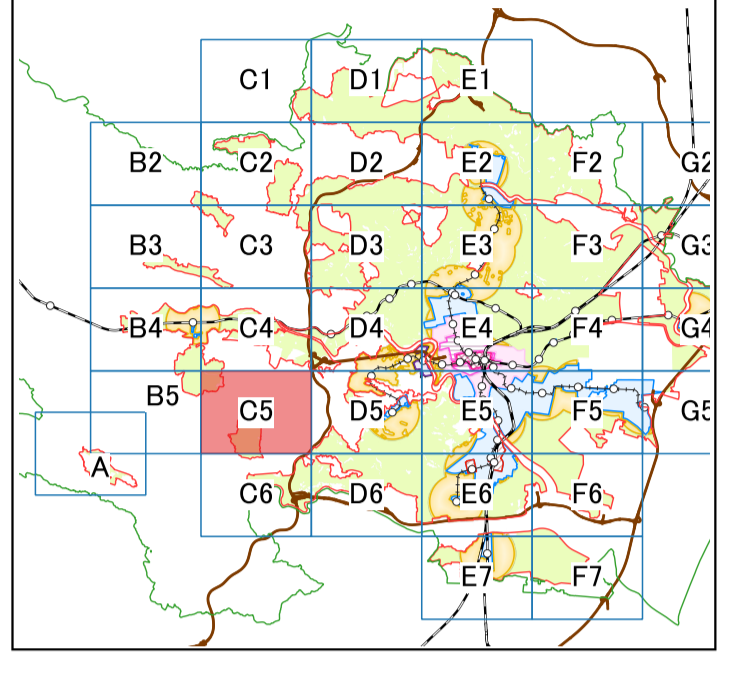 C1 D1 E1
B2 C2 D2 E2 F2 G2
B3 C3 D3 E3 F3 G3
B4 C4 D4 E4 F4 G4
B5 C5 D5 E5 F5 G5
A C6 D6 E6 F6
E7 F7